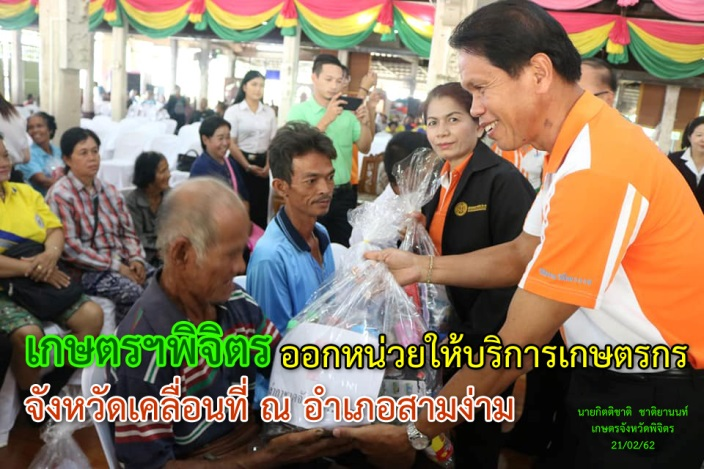 เกษตรฯพิจิตร ออกหน่วยให้บริการเกษตรกร
จังหวัดเคลื่อนที่ ณ อำเภอสามง่าม
นายกิตติชาติ ชาติยานนท์
เกษตรจังหวัดพิจิตร
21/02/62